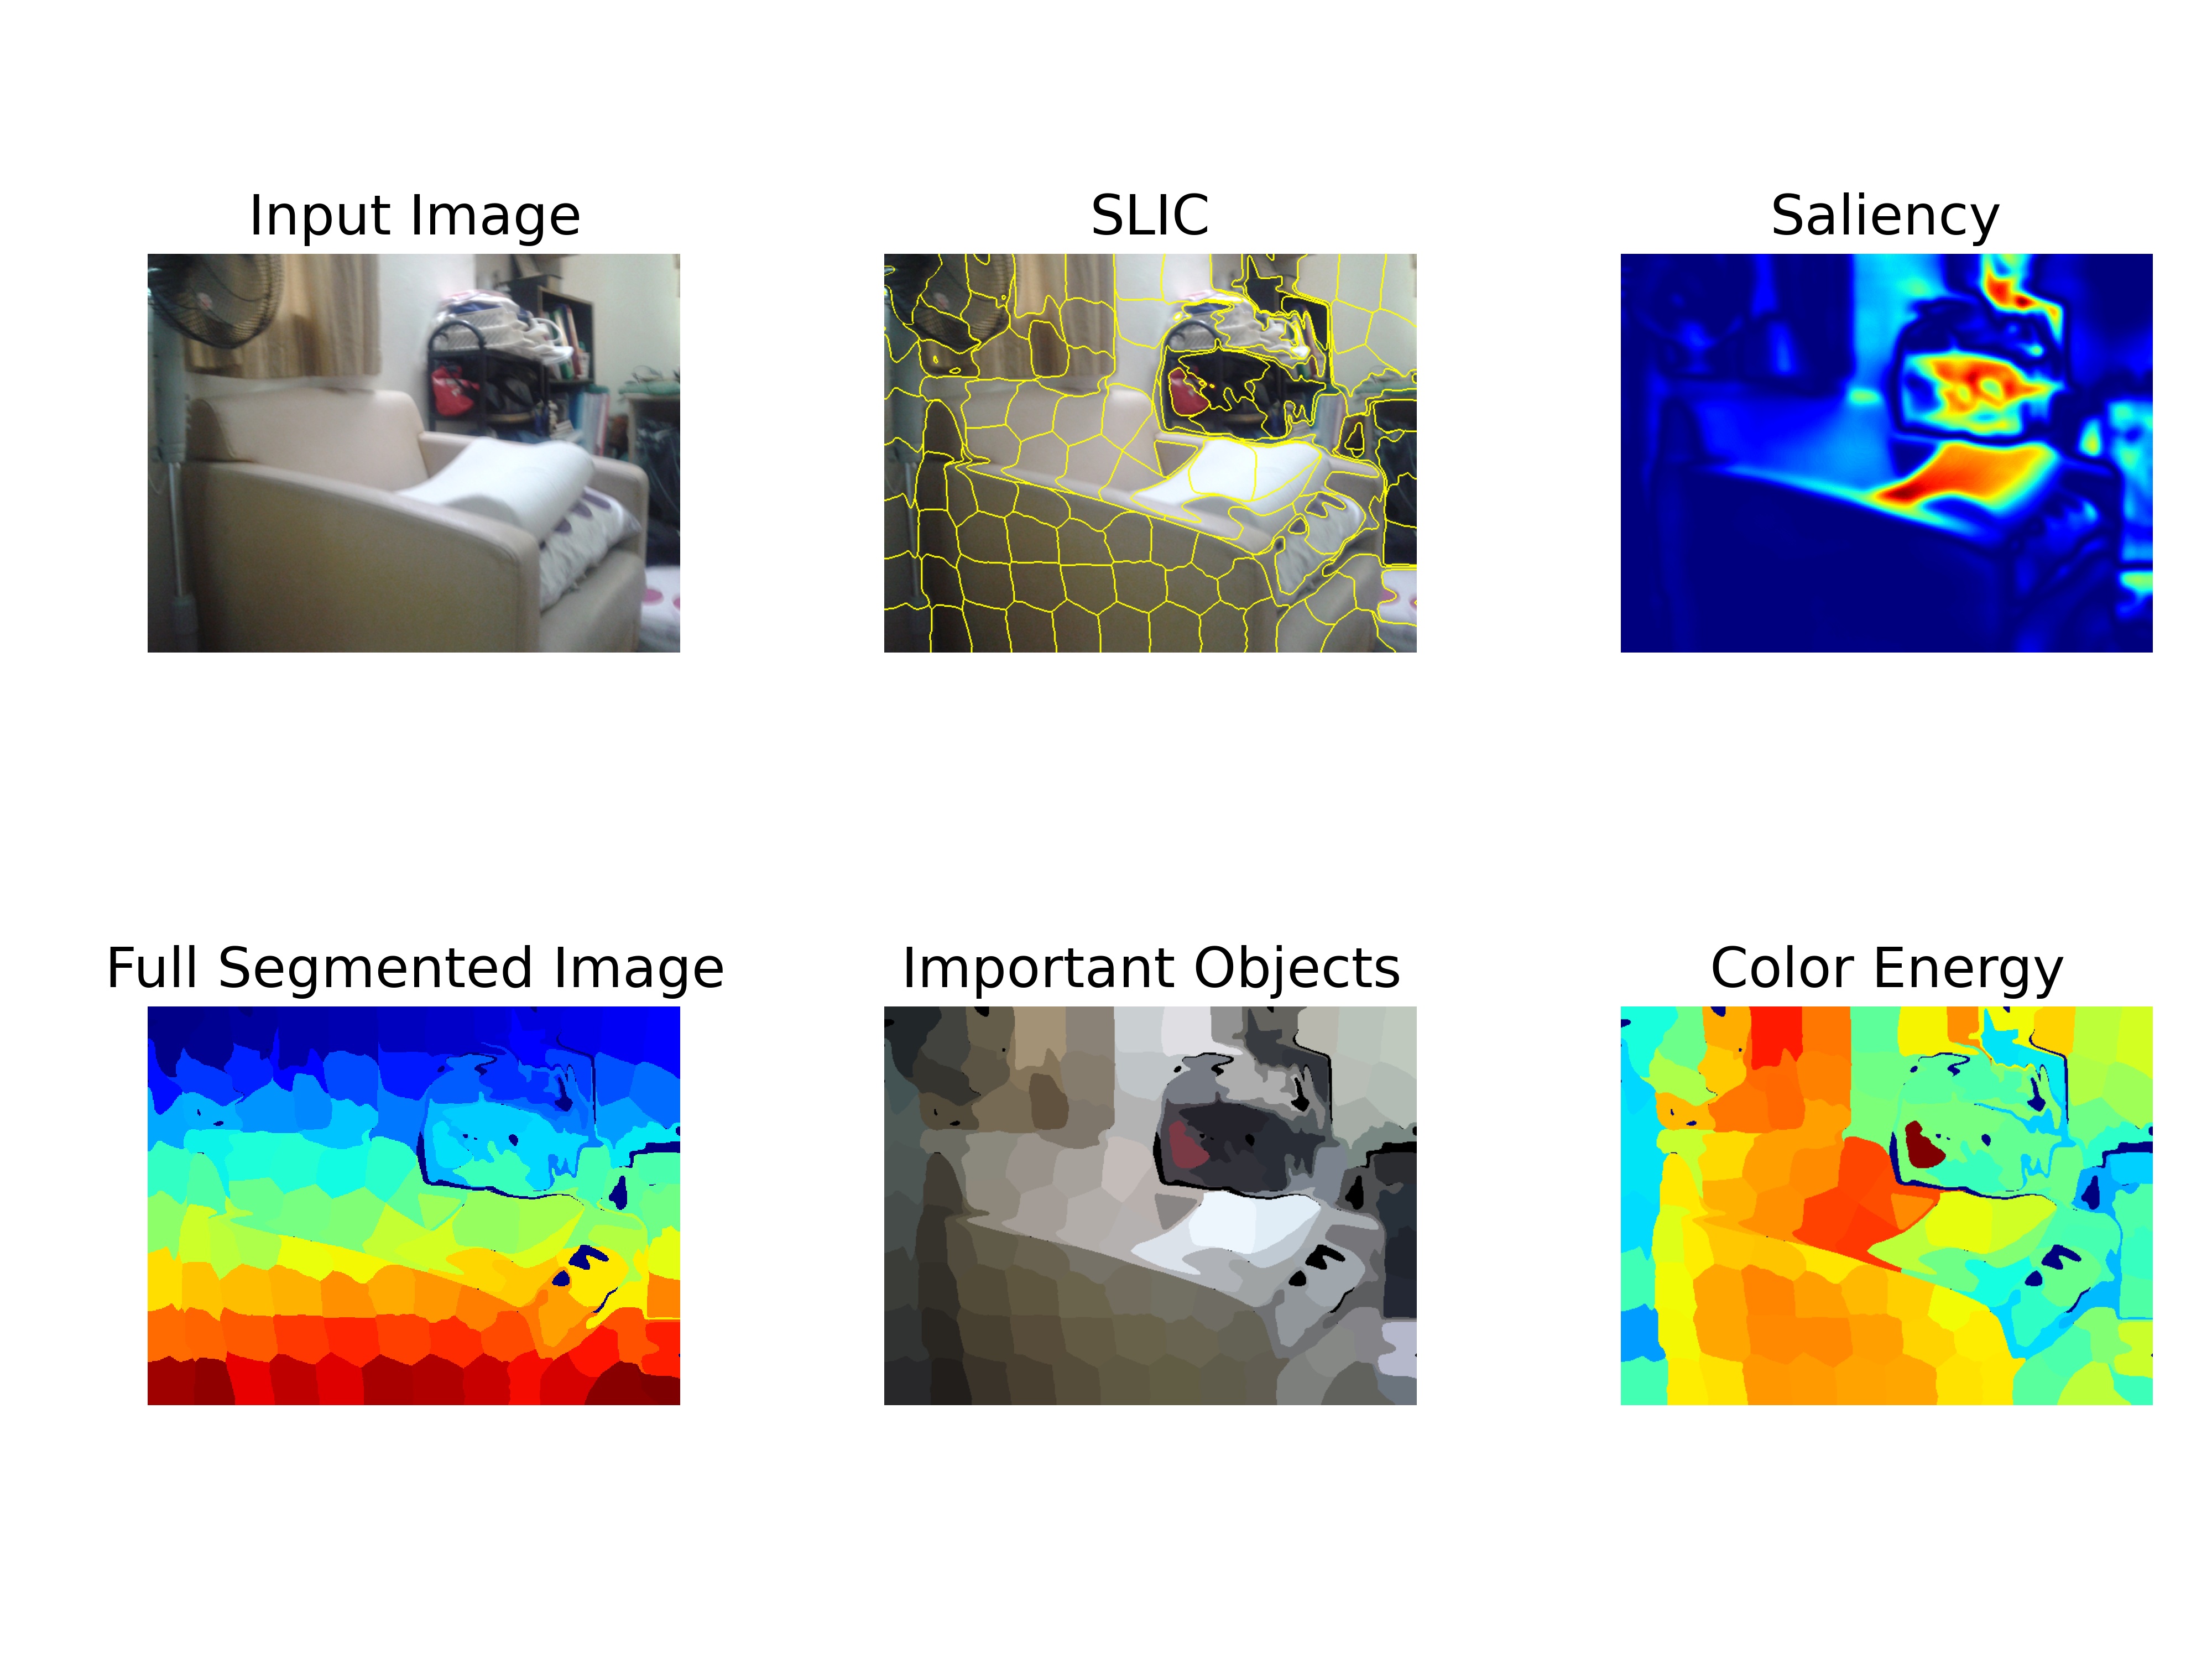 Input Image
SLIC
Saliency
Full Segmented Image
Important Objects
Color Energy